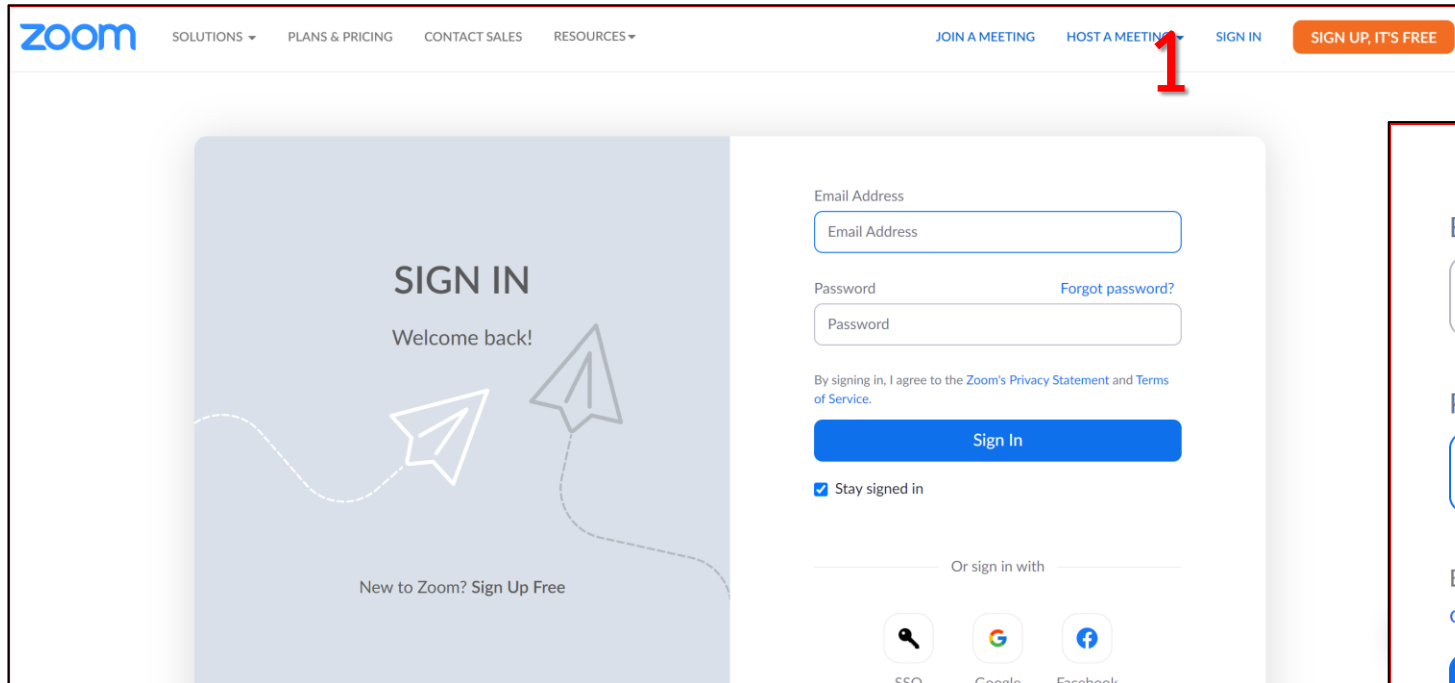 zoom SOLUTIONS PLANS & PRICING CONTACT SALES RESOURCES JOIN A MEETING HOST A MEETING SIGN IN SIGN UP, IT'S FREE
1
SIGN IN
Welcome back!
New to Zoom? Sign Up Free
Email Address
Email Address
Password Forgot password?
Password
By signing in, I agree to the Zoom's Privacy Statement and Terms
of Service.
Sign In
Stay signed in
Or sign in with
SSO Google Facebook